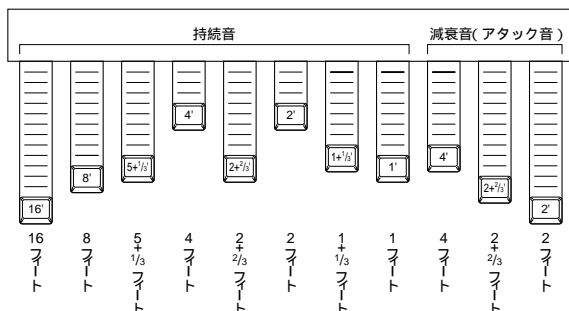 持続音
減衰音(アタック音)
16'
8'
5+1/3'
4'
2+2/3'
2'
1+1/3'
1'
4'
2+2/3'
2'
16フィート
8フィート
5+1/3フィート
4フィート
2+2/3フィート
2フィート
1+1/3フィート
1フィート
4フィート
2+2/3フィート
2フィート